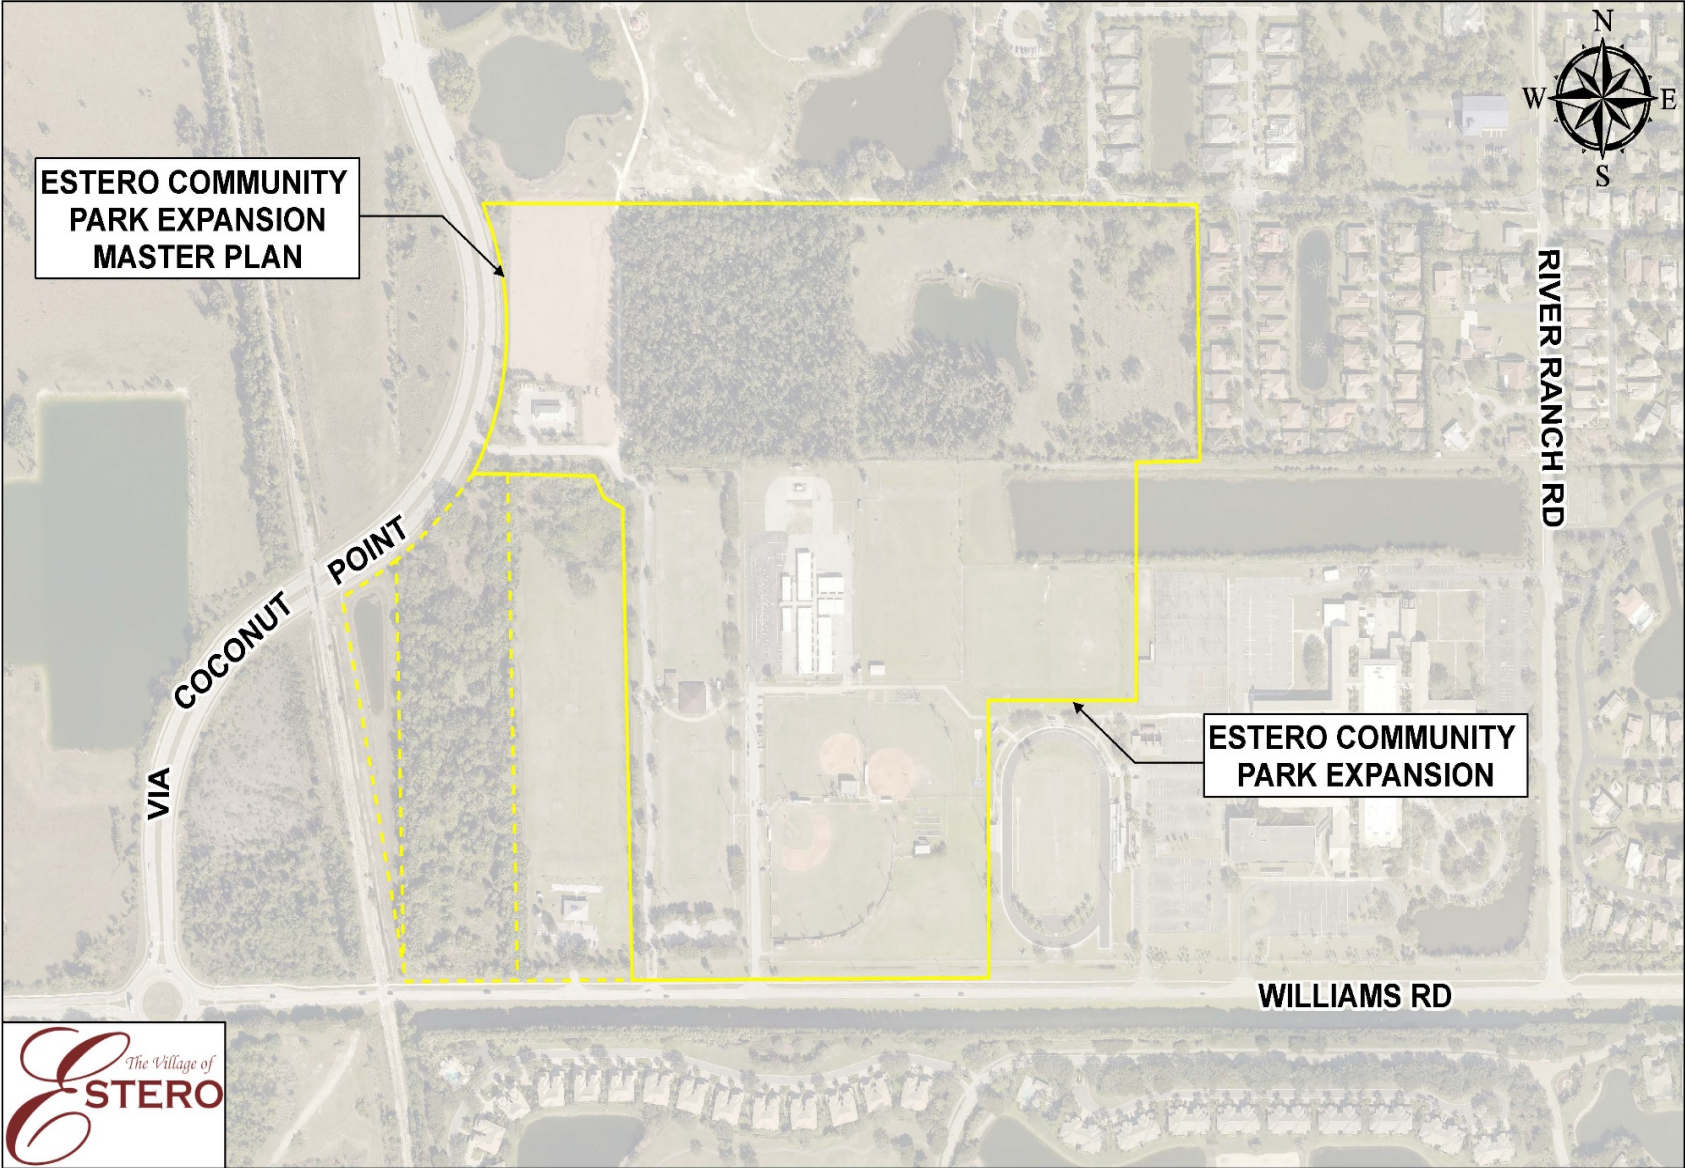 N
W E
S
ESTERO COMMUNITY
PARK EXPANSION
MASTER PLAN
RIVER RANCH RD
VIA COCONUT POINT
ESTERO COMMUNITY
PARK EXPANSION
WILLIAMS RD
The Village of
ESTERO